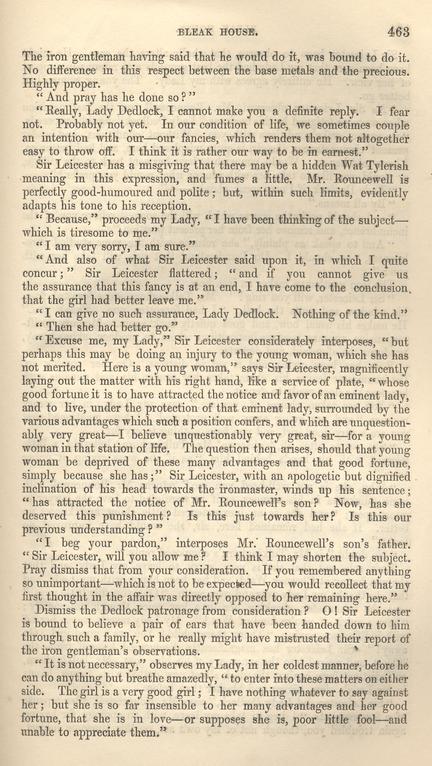 BLEAK HOUSE. 463
The iron gentleman having said that he would do it, was bound to do it.
No difference in this respect between the base metals and the precious.
Highly proper.
“And pray has he done so?”
“Really, Lady Dedlock, I cannot make you a definite reply. I fear
not. Probably not yet. In our condition of life, we sometimes couple
an intention with our—our fancies, which renders them not altogether
easy to throw off. I think it is rather our way to be in earnest.”
Sir Leicester has a misgiving that there may be a hidden Wat Tylerish
meaning in this expression, and fumes a little. Mr. Rouncewell is
perfectly good-humoured and polite; but, within such limits, evidently
adapts his tone to his reception.
“Because,” proceeds my Lady, “I have been thinking of the subject—
which is tiresome to me.”
“I am very sorry, I am sure.”
“And also of what Sir Leicester said upon it, in which I quite
concur;” Sir Leicester flattered; “and if you cannot give us
the assurance that this fancy is at an end, I have come to the conclusion
that the girl had better leave me.”
“I can give no such assurance, Lady Dedlock. Nothing of the kind.”
“Then she had better go.”
“Excuse me, my Lady,” Sir Leicester considerately interposes, “but
perhaps this may be doing an injury to the young woman, which she has
not merited. Here is a young woman,” says Sir Leicester, magnificently
laying out the matter with his right hand, like a service of plate, “whose
good fortune it is to have attracted the notice and favor of an eminent lady,
and to live, under the protection of that eminent lady, surrounded by the
various advantages which such a position confers, and which are unquestion-
ably very great—I believe unquestionably very great, sir—for a young
woman in that station of life. The question then arises, should that young
woman be deprived of these many advantages and that good fortune,
simply because she has;” Sir Leicester, with an apologetic but dignified
inclination of his head towards the ironmaster, winds up his sentence;
“has attracted the notice of Mr. Rouncewell's son? Now, has she
deserved this punishment? Is this just towards her? Is this our
previous understanding?”
“I beg your pardon,” interposes Mr. Rouncewell's son's father.
“Sir Leicester, will you allow me? I think I may shorten the subject.
Pray dismiss that from your consideration. If you remembered anything
so unimportant—which is not to be expected—you would recollect that my
first thought in the affair was directly opposed to her remaining here.”
Dismiss the Dedlock patronage from consideration? O! Sir Leicester
is bound to believe a pair of ears that have been handed down to him
through such a family, or he really might have mistrusted their report of
the iron gentleman's observations.
“It is not necessary,” observes my Lady, in her coldest manner, before he
can do anything but breathe amazedly, “to enter into these matters on either
side. The girl is a very good girl; I have nothing whatever to say against
her; but she is so far insensible to her many advantages and her good
fortune, that she is in love—or supposes she is, poor little fool—and
unable to appreciate them.”